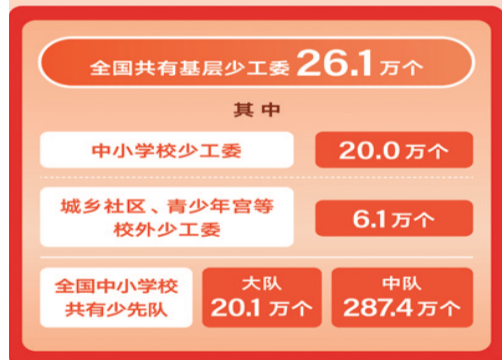 全国共有基层少工委 26.1万个
其中
中小学校少工委
20.0万个
城乡社区、青少年宫等
校外少工委
6.1万个
全国中小学校
共有少先队
大队
20.1万个
中队
287.4万个